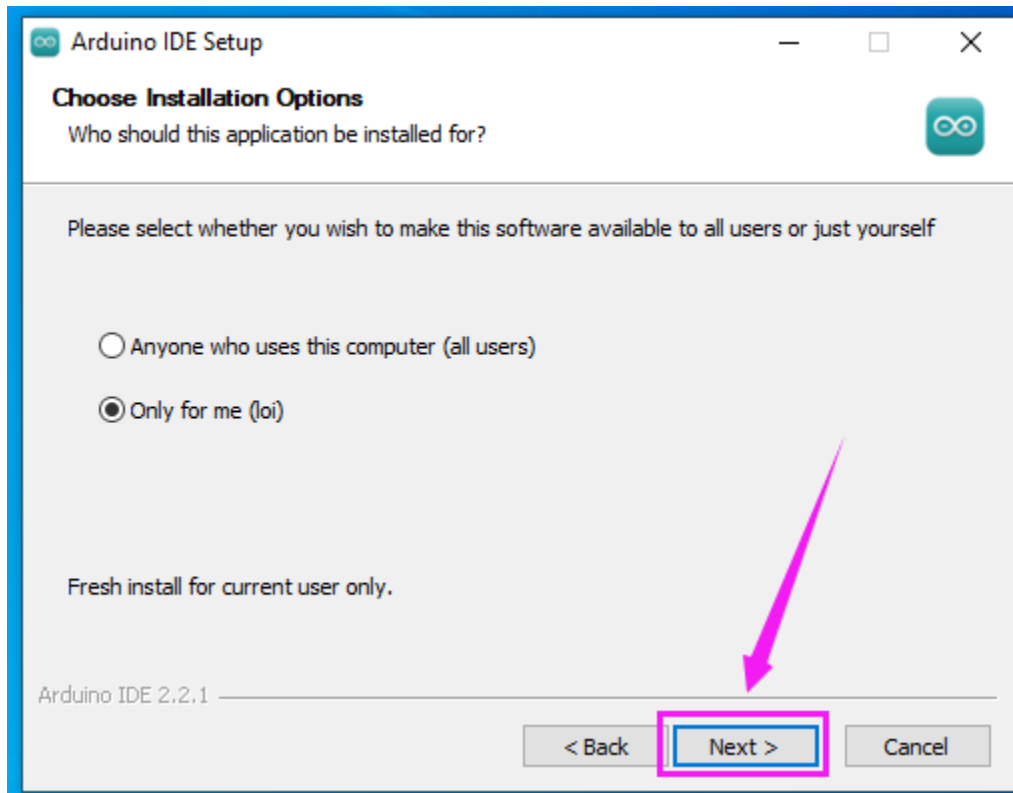 Arduino IDE Setup
Choose Installation Options
Who should this application be installed for?
Please select whether you wish to make this software available to all users or just yourself
Anyone who uses this computer (all users)
Only for me (loi)
Fresh install for current user only.
Arduino IDE 2.2.1
< Back
Next >
Cancel